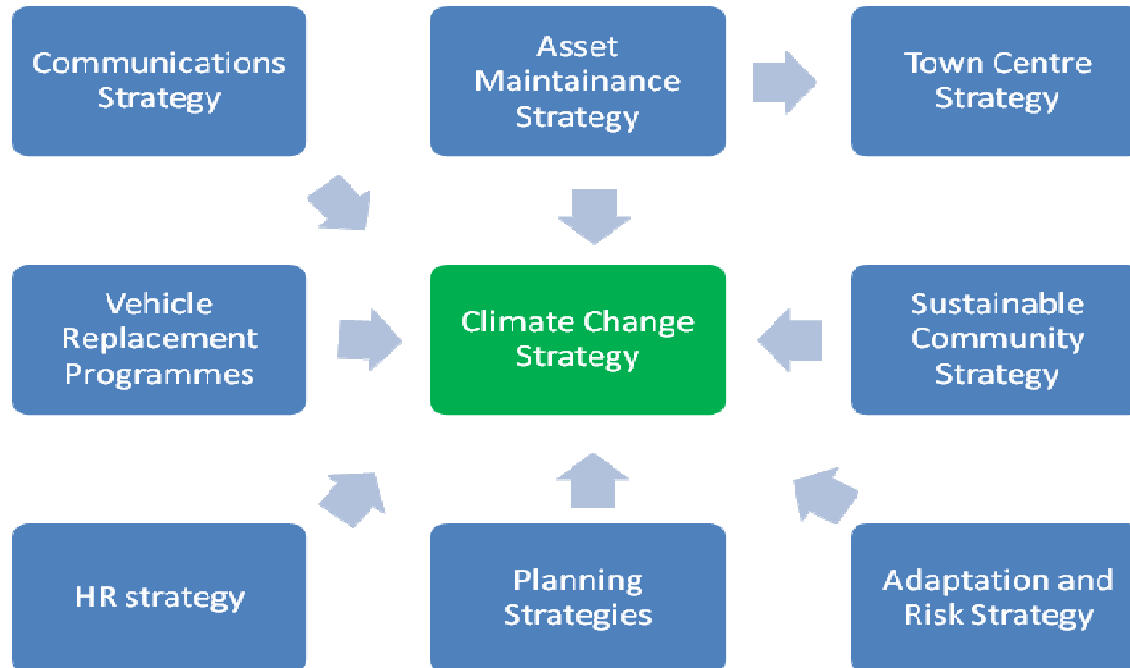 Communications
Strategy
Asset
Maintainance
Strategy
Town Centre
Strategy
Vehicle
Replacement
Programmes
Climate Change
Strategy
Sustainable
Community
Strategy
HR strategy
Planning
Strategies
Adaptation and
Risk Strategy